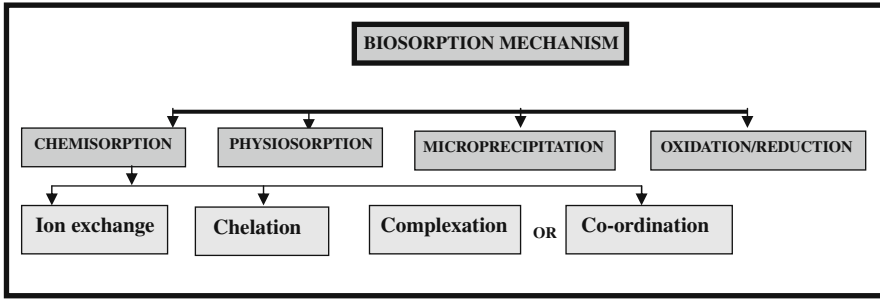 BIOSORPTION MECHANISM
CHEMISORPTION PHYSIOSORPTION MICROPRECIPITATION OXIDATION/REDUCTION
Ion exchange Chelation Complexation OR Co-ordination